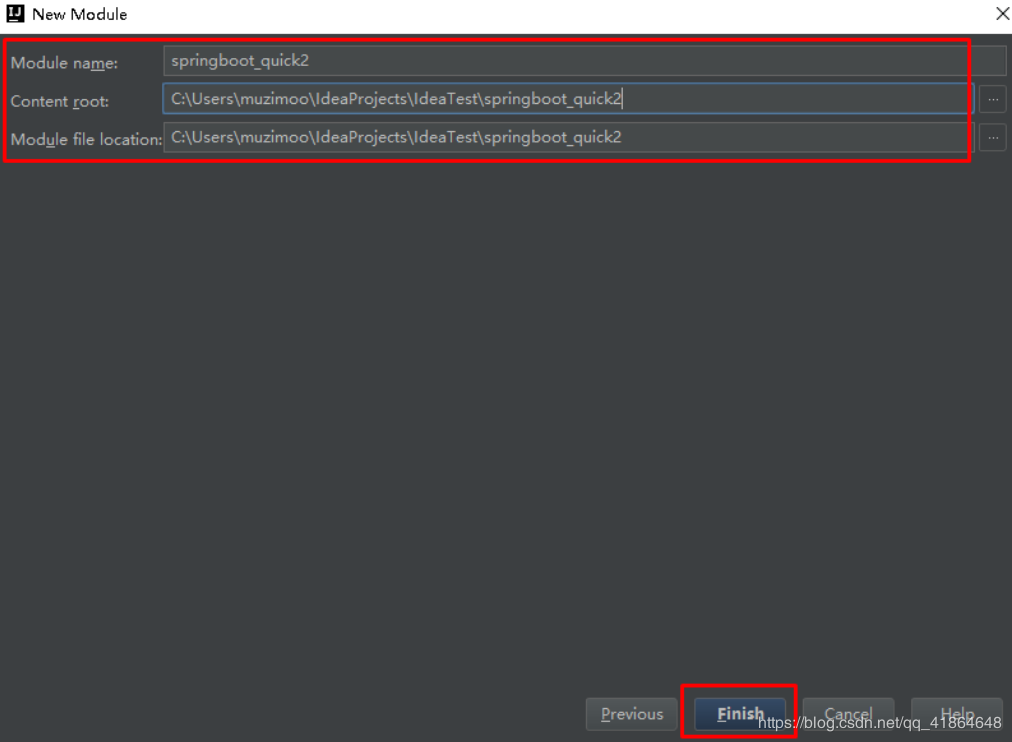 New Module
Module name: springboot_quick2
Content root: C:\Users\muzimoo\IdeaProjects\IdeaTest\springboot_quick2
Module file location: C:\Users\muzimoo\IdeaProjects\IdeaTest\springboot_quick2
Previous Finish Cancel Help
https://blog.csdn.net/qq_41864648